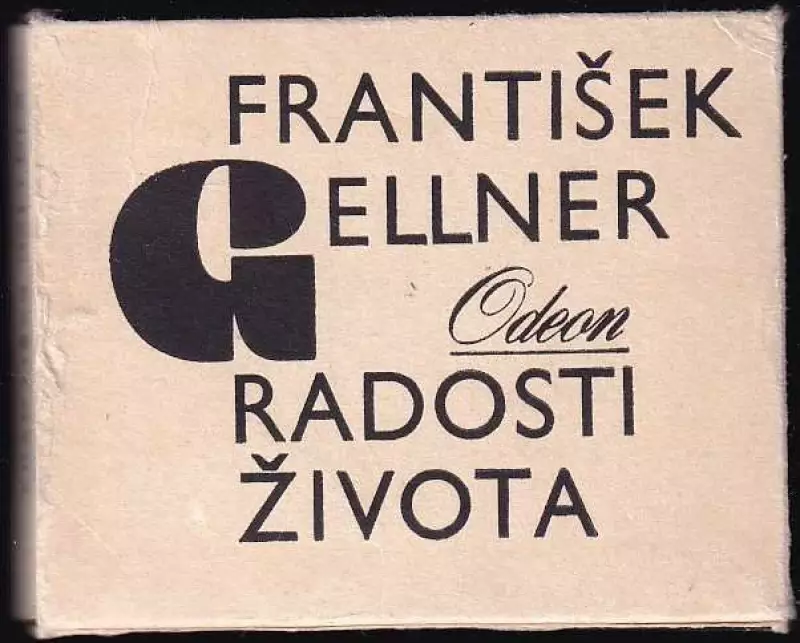 FRANTIŠEK
GELLNER
Odeon
RADOSTI
ŽIVOTA